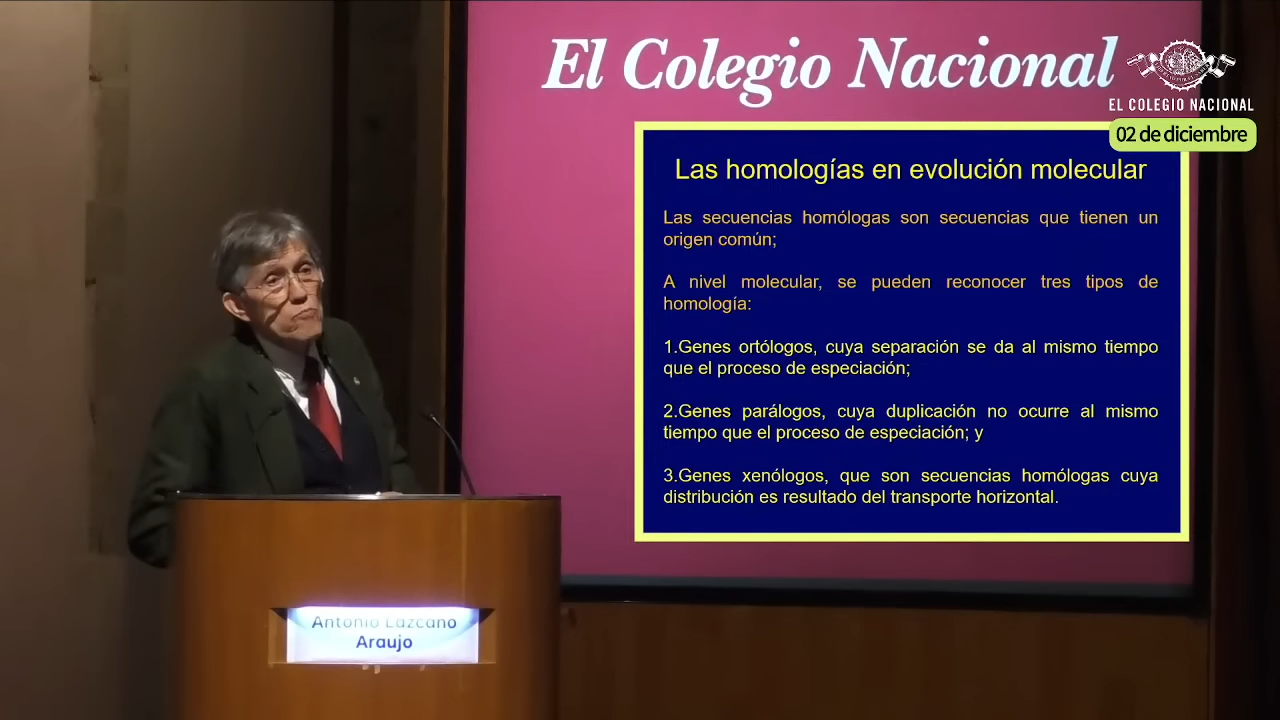 El Colegio Nacional
EL COLEGIO NACIONAL
02 de diciembre
Las homologías en evolución molecular
Las secuencias homólogas son secuencias que tienen un
origen común;
A nivel molecular, se pueden reconocer tres tipos de
homología:
1.Genes ortólogos, cuya separación se da al mismo tiempo
que el proceso de especiación;
2.Genes parálogos, cuya duplicación no ocurre al mismo
tiempo que el proceso de especiación; y
3.Genes xenólogos, que son secuencias homólogas cuya
distribución es resultado del transporte horizontal.
Antonio Lazcano
Araujo